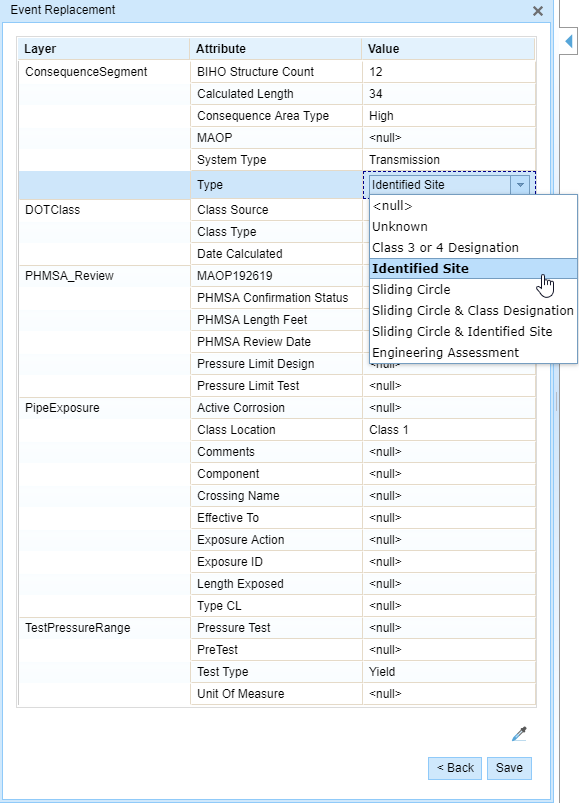 Event Replacement
Layer Attribute Value
ConsequenceSegment BIHO Structure Count 12
Calculated Length 34
Consequence Area Type High
MAOP <null>
System Type Transmission
Type Identified Site
<null>
Unknown
Class 3 or 4 Designation
Identified Site
Sliding Circle
Sliding Circle & Class Designation
Sliding Circle & Identified Site
Engineering Assessment
DOTClass Class Source
Class Type
Date Calculated
PHMSA_Review MAOP192619
PHMSA Confirmation Status
PHMSA Length Feet
PHMSA Review Date
Pressure Limit Design <null>
Pressure Limit Test <null>
PipeExposure Active Corrosion <null>
Class Location Class 1
Comments <null>
Component <null>
Crossing Name <null>
Effective To <null>
Exposure Action <null>
Exposure ID <null>
Length Exposed <null>
Type CL <null>
TestPressureRange Pressure Test <null>
PreTest <null>
Test Type Yield
Unit Of Measure <null>
< Back Save